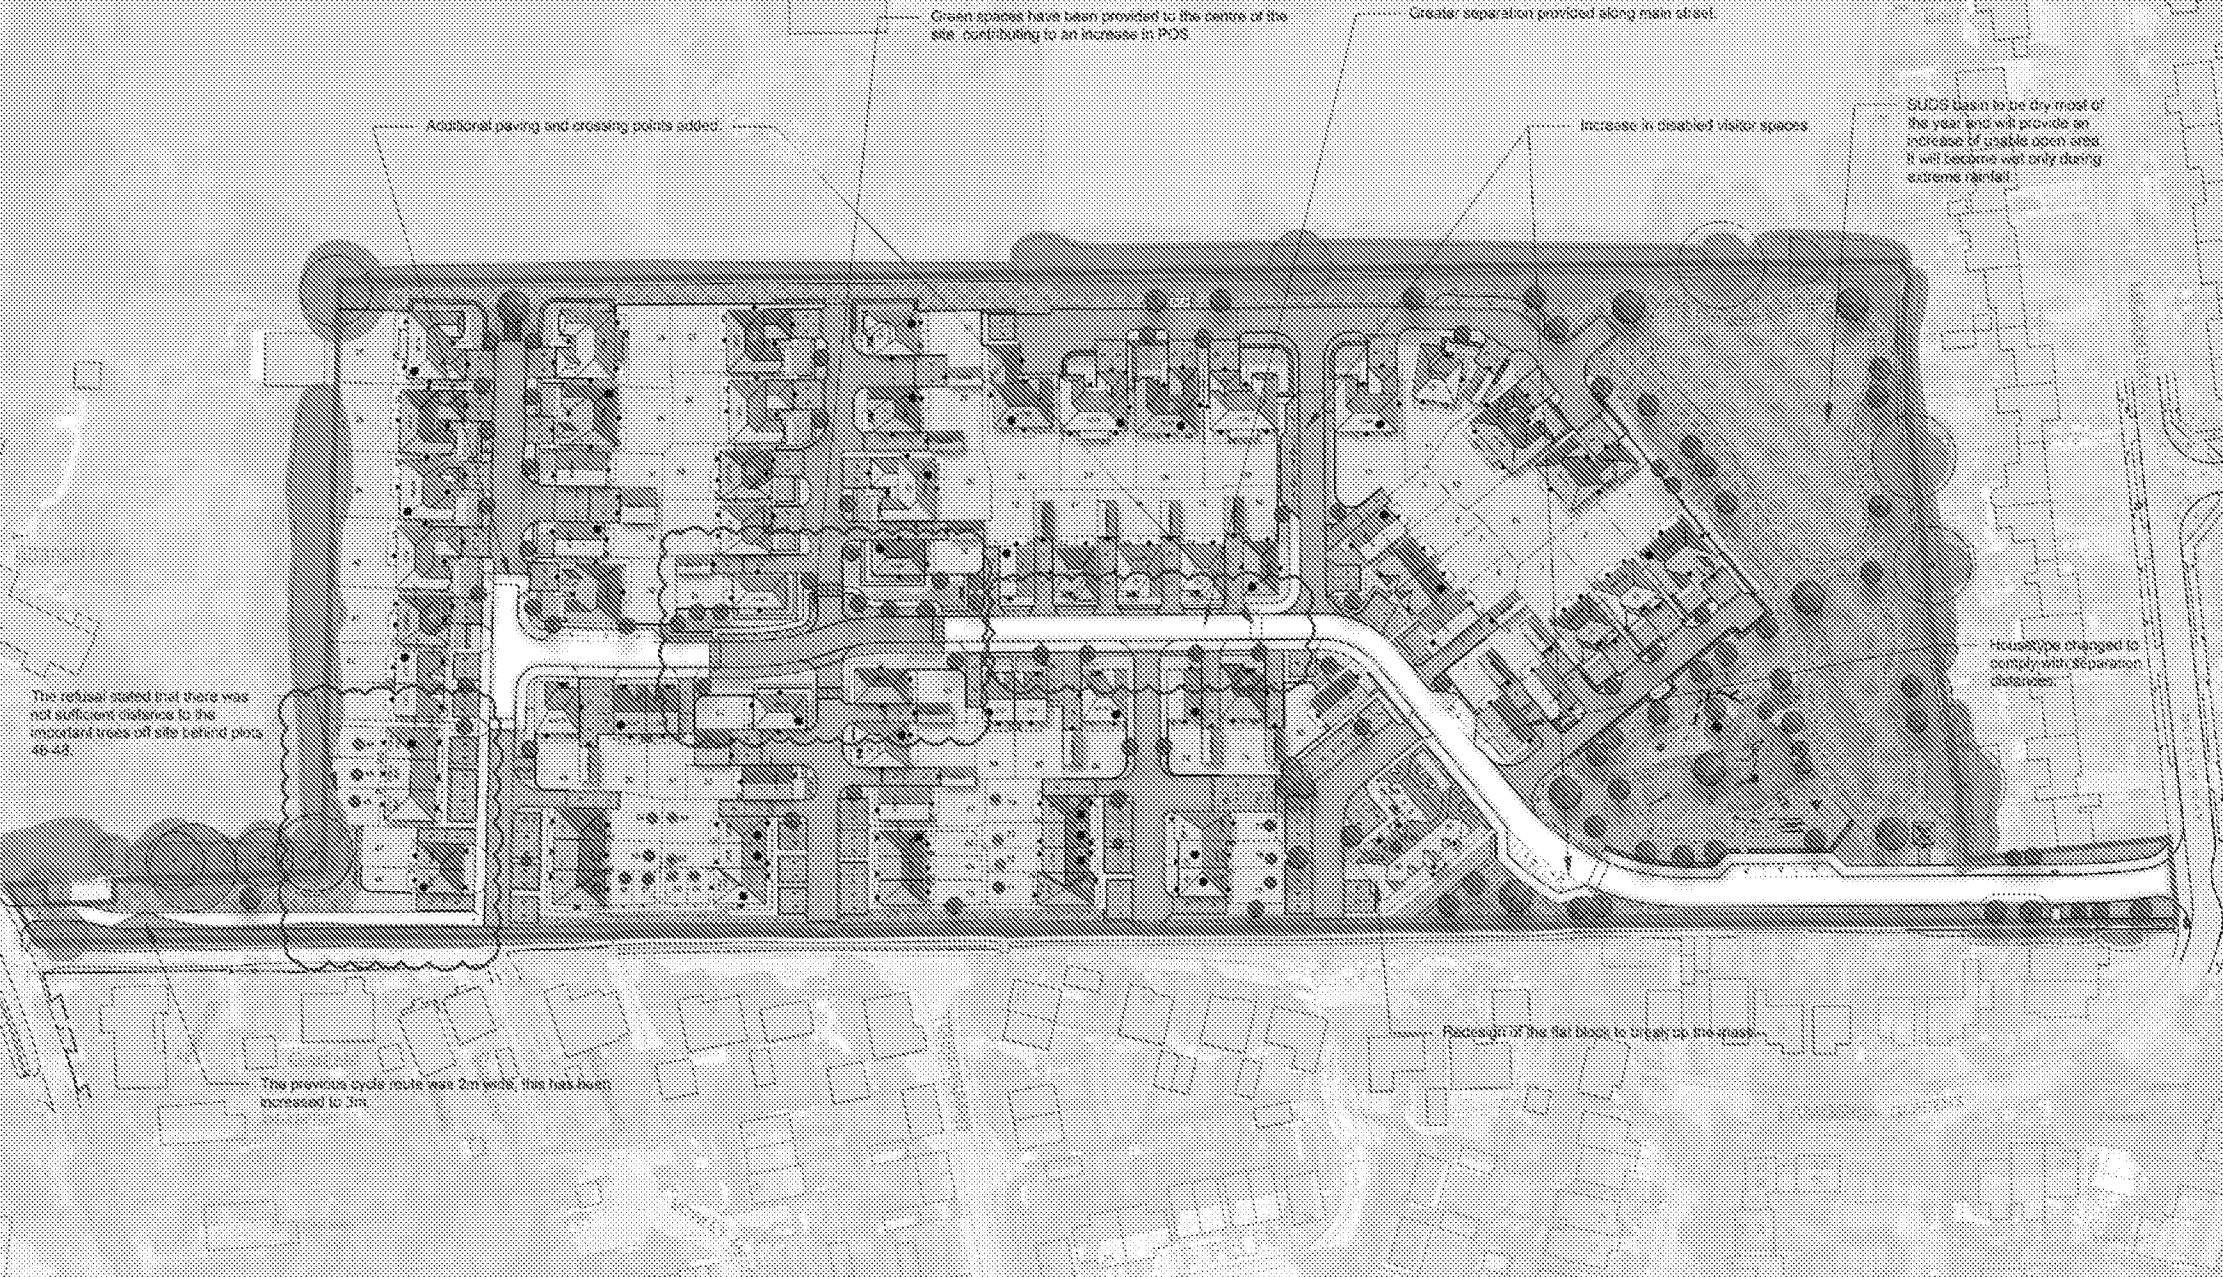 Green spaces have been provided to the centre of the
site, contributing to an increase in POS
Greater separation provided along main street.
Additional paving and crossing points added.
Increase in disabled visitor spaces
SUDS basin to be dry most of
the year and will provide an
increase of usable open area.
It will become wet only during
extreme rainfall.
Housetype changed to
comply with separation
distances.
The refusal stated that there was
not sufficient distance to the
important trees off site behind plots
46-48.
Redesign of the flat block to break up the mass
The previous cycle route was 2m wide, this has been
increased to 3m.